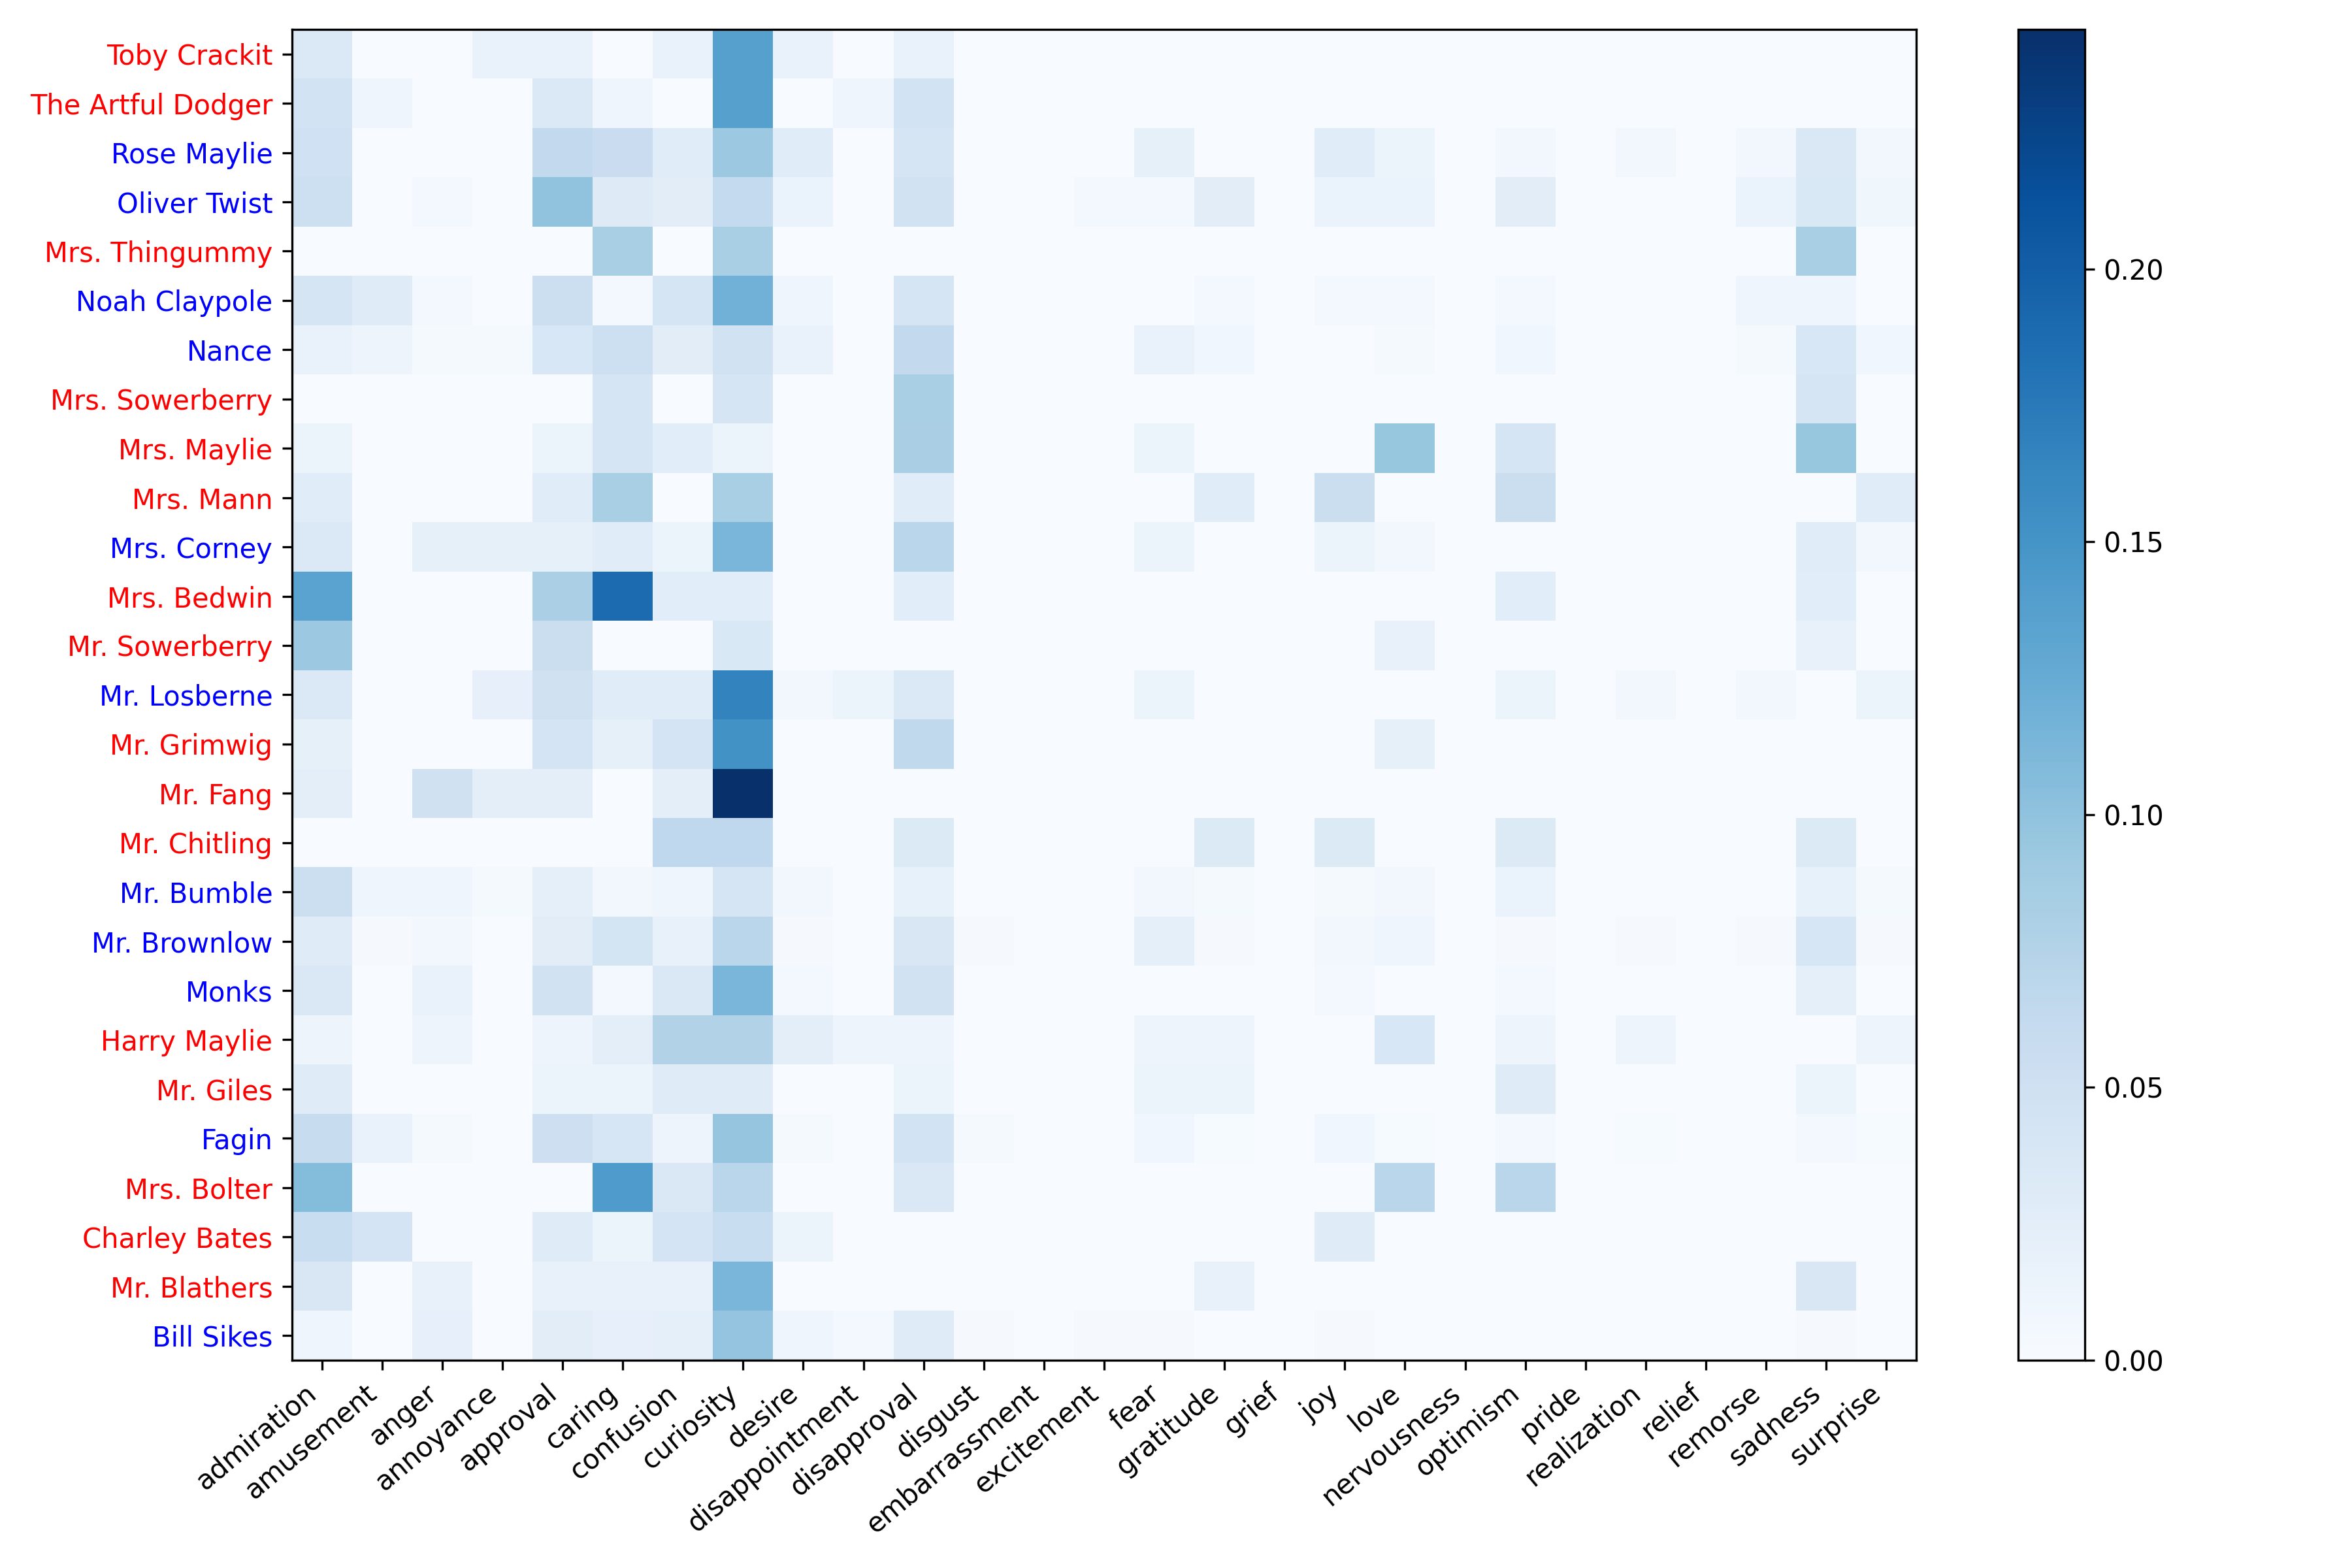 Toby Crackit
The Artful Dodger
Rose Maylie
Oliver Twist
Mrs. Thingummy
Noah Claypole
Nance
Mrs. Sowerberry
Mrs. Maylie
Mrs. Mann
Mrs. Corney
Mrs. Bedwin
Mr. Sowerberry
Mr. Losberne
Mr. Grimwig
Mr. Fang
Mr. Chitling
Mr. Bumble
Mr. Brownlow
Monks
Harry Maylie
Mr. Giles
Fagin
Mrs. Bolter
Charley Bates
Mr. Blathers
Bill Sikes
admiration
amusement
anger
annoyance
approval
caring
confusion
curiosity
desire
disappointment
disapproval
disgust
embarrassment
excitement
fear
gratitude
grief
joy
love
nervousness
optimism
pride
realization
relief
remorse
sadness
surprise
0.20
0.15
0.10
0.05
0.00